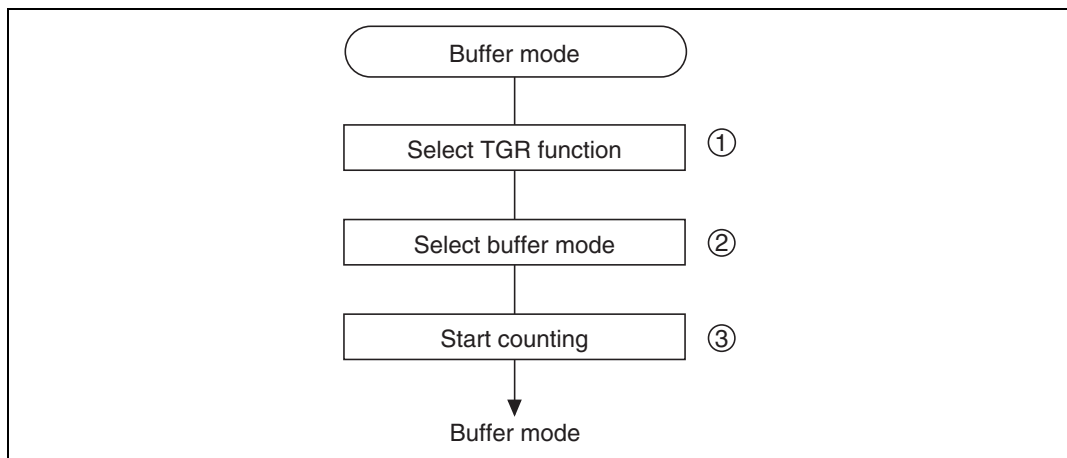 Buffer mode
Select TGR function ①
Select buffer mode ②
Start counting ③
Buffer mode